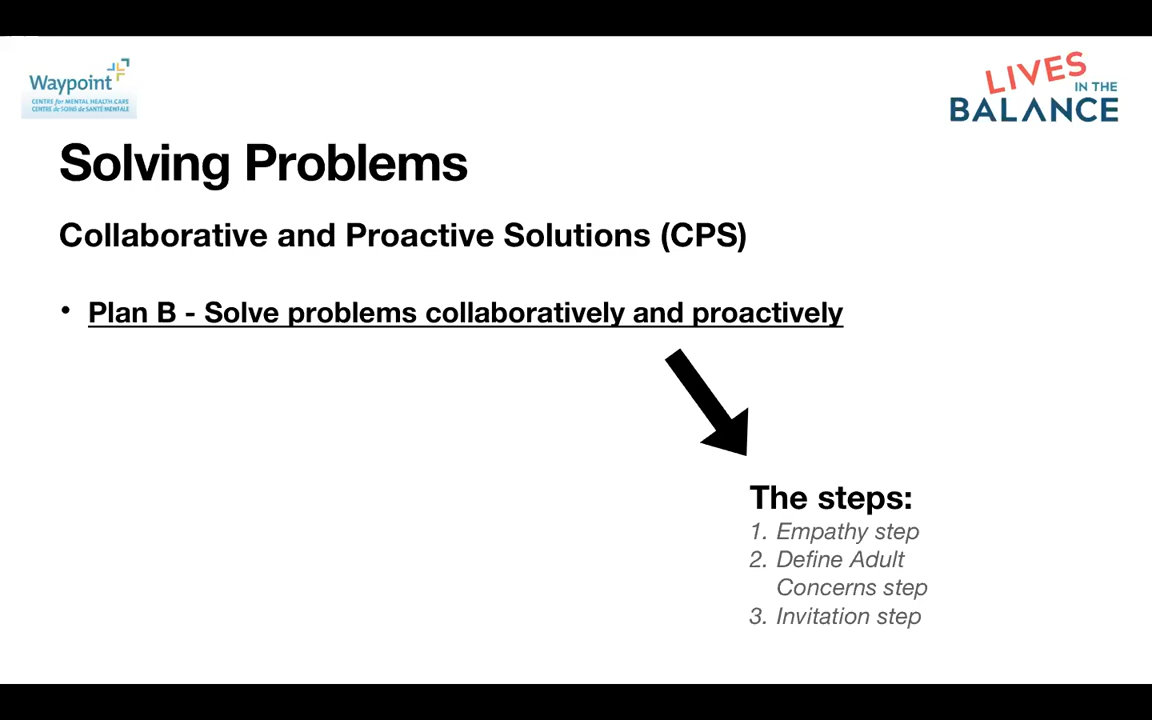 Waypoint
CENTRE for MENTAL HEALTH CARE
CENTRE de SOINS de SANTÉ MENTALE
LIVES
IN THE
BALANCE
Solving Problems
Collaborative and Proactive Solutions (CPS)
• Plan B - Solve problems collaboratively and proactively
The steps:
1. Empathy step
2. Define Adult
Concerns step
3. Invitation step